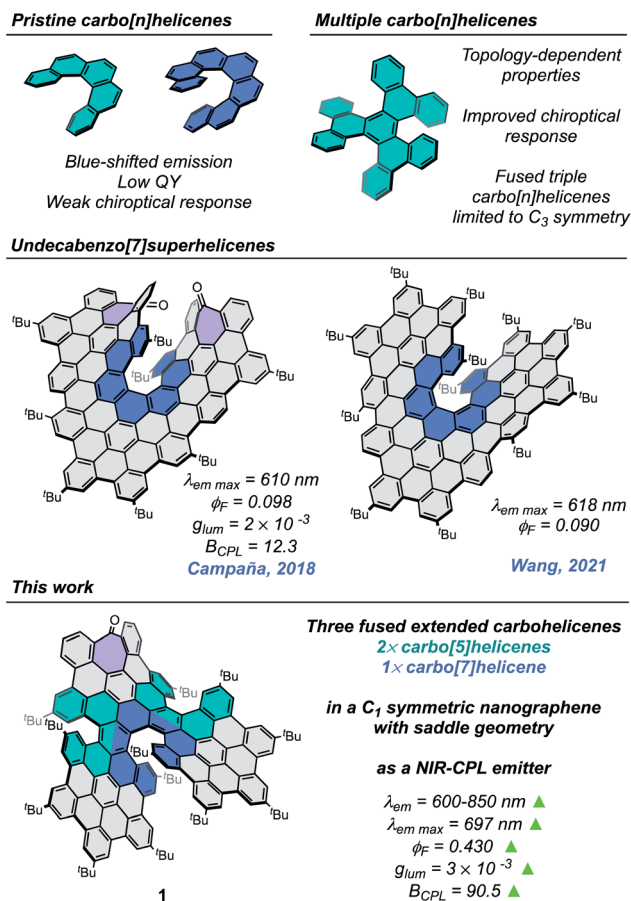 Pristine carbo[n]helicenes
Blue-shifted emission
Low QY
Weak chiroptical response
Multiple carbo[n]helicenes
Topology-dependent
properties
Improved chiroptical
response
Fused triple
carbo[n]helicenes
limited to C3 symmetry
Undecabenzo[7]superhelicenes
O
O
tBu
tBu
tBu
tBu
tBu
tBu
tBu
tBu
λem max = 610 nm
ϕF = 0.098
glum = 2 × 10 -3
BCPL = 12.3
Campaña, 2018
tBu
tBu
tBu
tBu
tBu
tBu
tBu
tBu
tBu
λem max = 618 nm
ϕF = 0.090
Wang, 2021
This work
O
tBu
tBu
tBu
tBu
tBu
tBu
tBu
tBu
tBu
tBu
1
Three fused extended carbohelicenes
2× carbo[5]helicenes
1× carbo[7]helicene
in a C1 symmetric nanographene
with saddle geometry
as a NIR-CPL emitter
λem = 600-850 nm
λem max = 697 nm
ϕF = 0.430
glum = 3 × 10 -3
BCPL = 90.5